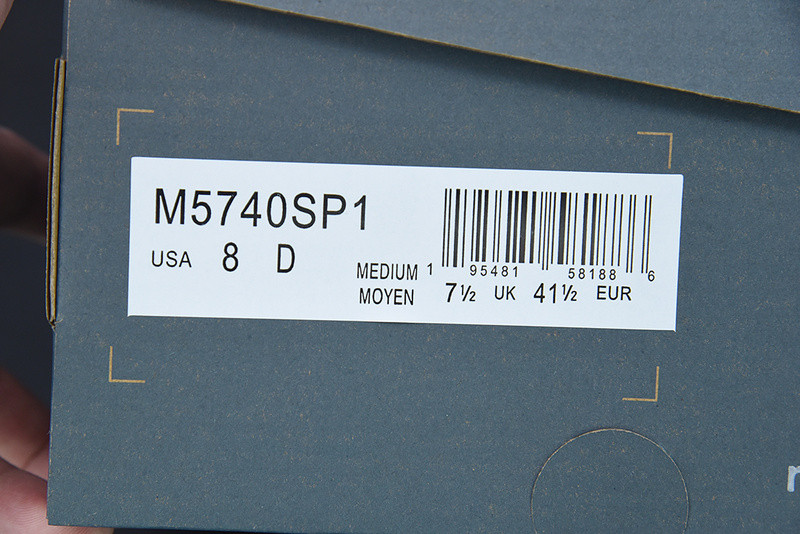 M5740SP1
USA 8 D
MEDIUM 1 95481 58188 6
MOYEN 7½ UK 41½ EUR